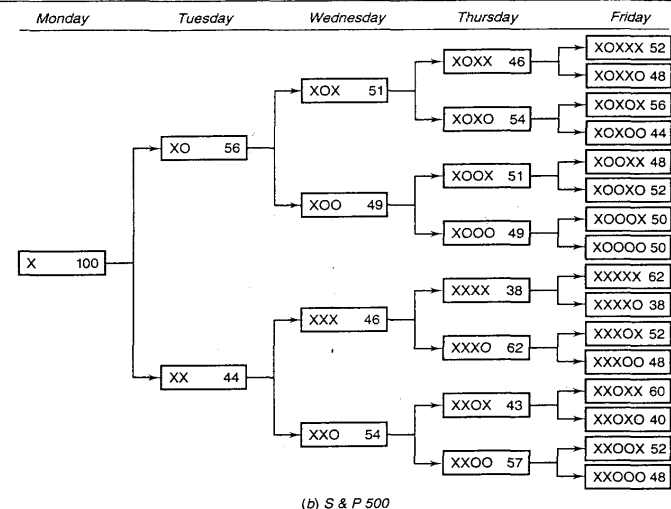 Monday Tuesday Wednesday Thursday Friday
XOXXX 52
XOXX 46
XOXXO 48
XOX 51
XOXOX 56
XOXO 54
XOXOO 44
XO 56
XOOXX 48
XOOX 51
XOOXO 52
XOO 49
XOOOX 50
XOOO 49
XOOOO 50
X 100
XXXXX 62
XXXX 38
XXXXO 38
XXX 46
XXXOX 52
XXXO 62
XXXOO 48
XX 44
XXOXX 60
XXOX 43
XXOXO 40
XXO 54
XXOOX 52
XXOO 57
XXOOO 48
(b) S & P 500